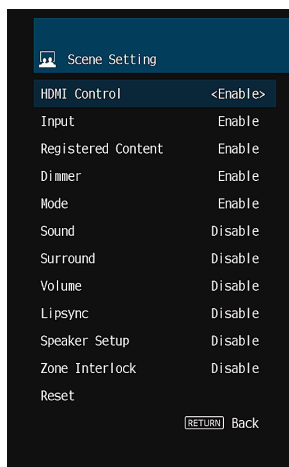 Scene Setting
HDMI Control <Enable>
Input Enable
Registered Content Enable
Dimmer Enable
Mode Enable
Sound Disable
Surround Disable
Volume Disable
Lipsync Disable
Speaker Setup Disable
Zone Interlock Disable
Reset
RETURN Back